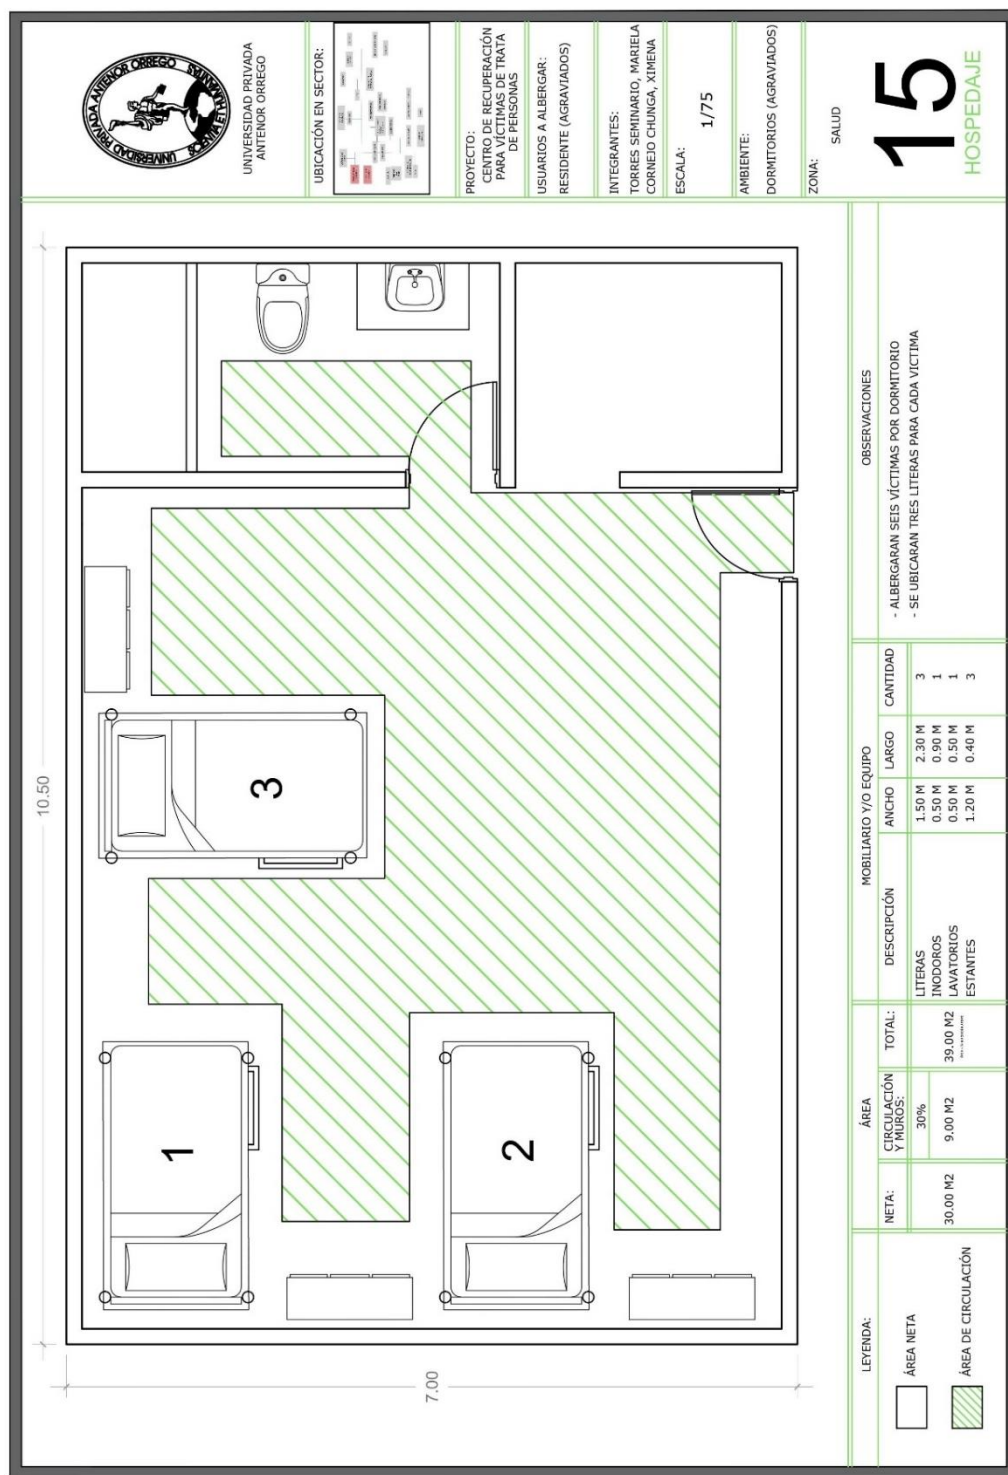 UNIVERSIDAD PRIVADA ANTENOR ORREGO
UNIVERSIDAD PRIVADA
ANTENOR ORREGO
UBICACIÓN EN SECTOR:
PROYECTO:
CENTRO DE RECUPERACIÓN
PARA VÍCTIMAS DE TRATA
DE PERSONAS
USUARIOS A ALBERGAR:
RESIDENTE (AGRAVIADOS)
INTEGRANTES:
TORRES SEMINARIO, MARIELA
CORNEJO CHUNGA, XIMENA
ESCALA:
1/75
AMBIENTE:
DORMITORIOS (AGRAVIADOS)
ZONA:
SALUD
15
HOSPEDAJE
10.50
7.00
1
2
3
LEYENDA:
ÁREA NETA
ÁREA DE CIRCULACIÓN
ÁREA
NETA:
CIRCULACIÓN
Y MUROS:
TOTAL:
30%
30.00 M2
9.00 M2
39.00 M2
MOBILIARIO Y/O EQUIPO
DESCRIPCIÓN ANCHO LARGO CANTIDAD
LITERAS 1.50 M 2.30 M 3
INODOROS 0.50 M 0.90 M 1
LAVATORIOS 0.50 M 0.50 M 1
ESTANTES 1.20 M 0.40 M 3
OBSERVACIONES
- ALBERGARAN SEIS VÍCTIMAS POR DORMITORIO
- SE UBICARAN TRES LITERAS PARA CADA VICTIMA